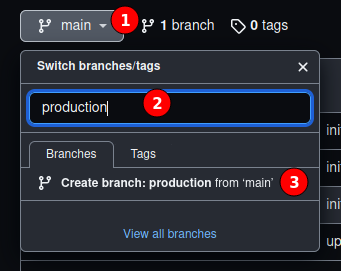 main 1 1 branch 0 tags
Switch branches/tags
production 2
Branches Tags
Create branch: production from ‘main’ 3
View all branches
ini
ini
ini
up